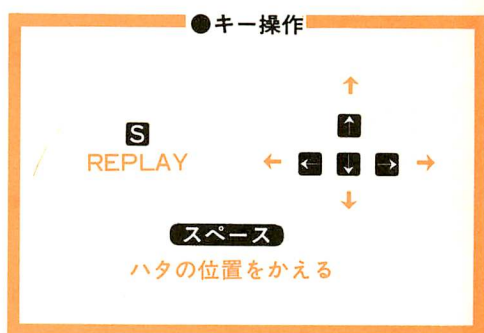 ●キー操作
S
REPLAY
↑
↑
← ← ↓ → →
↓
スペース
ハタの位置をかえる